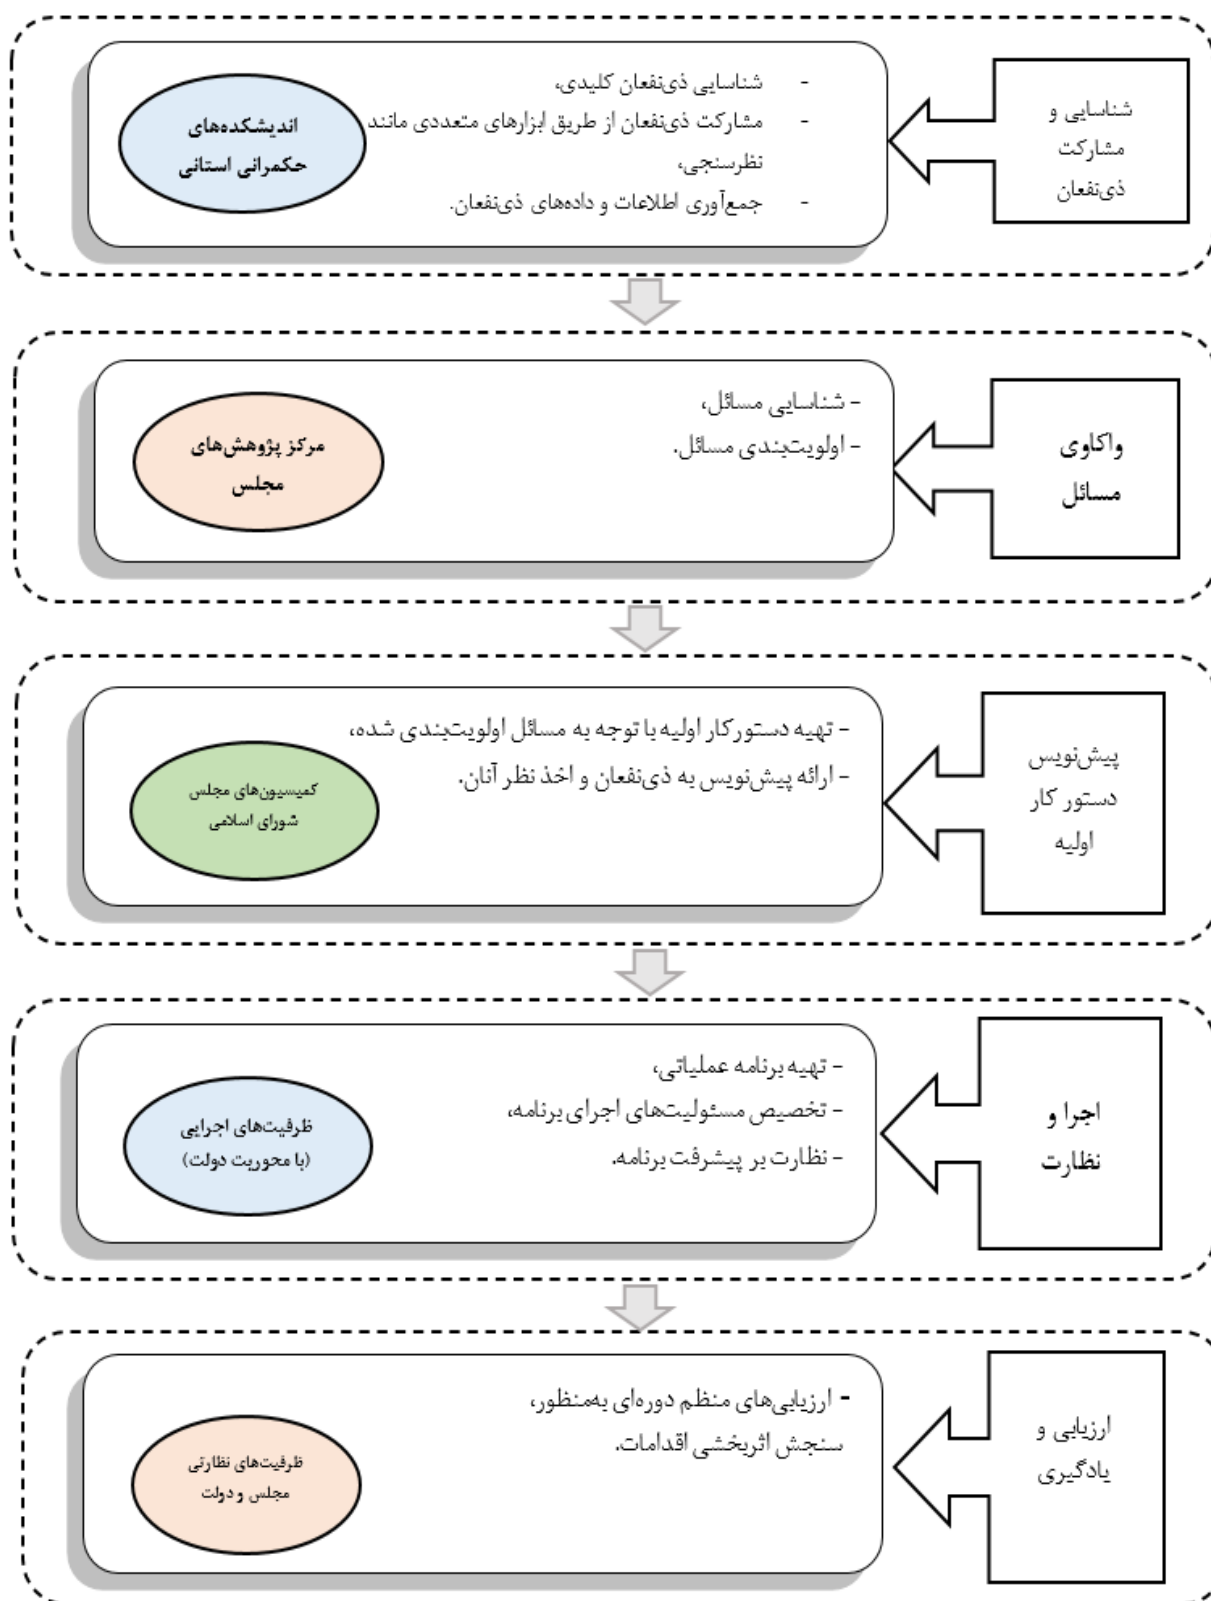 شناسایی و
مشارکت
ذی‌نفعان
- شناسایی ذی‌نفعان کلیدی،
- مشارکت ذی‌نفعان از طریق ابزارهای متعددی مانند
نظرسنجی،
- جمع‌آوری اطلاعات و داده‌های ذی‌نفعان.
اندیشکده‌های
حکمرانی استانی
واکاوی
مسائل
- شناسایی مسائل،
- اولویت‌بندی مسائل.
مرکز پژوهش‌های
مجلس
پیش‌نویس
دستور کار
اولیه
- تهیه دستورکار اولیه با توجه به مسائل اولویت‌بندی شده،
- ارائه پیش‌نویس به ذی‌نفعان و اخذ نظر آنان.
کمیسیون‌های مجلس
شورای اسلامی
اجرا و
نظارت
- تهیه برنامه عملیاتی،
- تخصیص مسئولیت‌های اجرای برنامه،
- نظارت بر پیشرفت برنامه.
ظرفیت‌های اجرایی
(با محوریت دولت)
ارزیابی و
یادگیری
- ارزیابی‌های منظم دوره‌ای به‌منظور،
سنجش اثربخشی اقدامات.
ظرفیت‌های نظارتی
مجلس و دولت